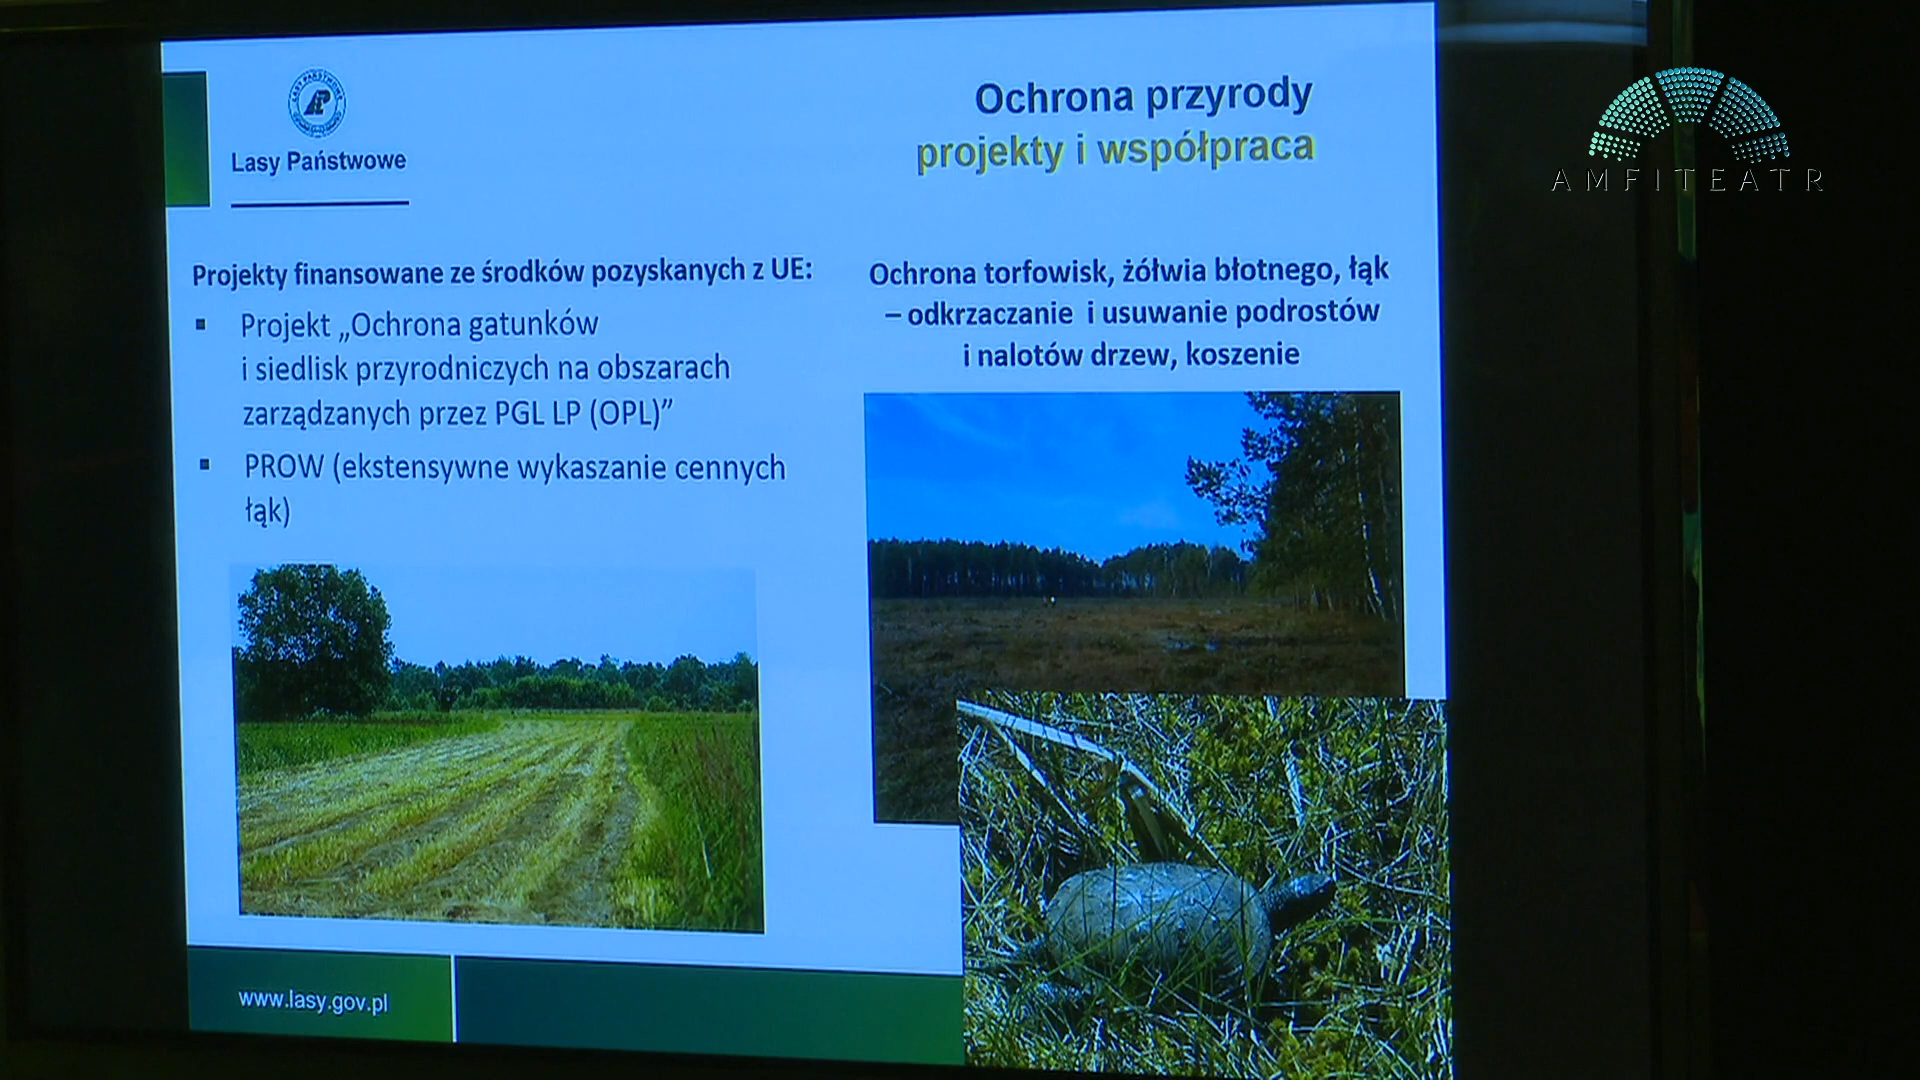 Lasy Państwowe
Ochrona przyrody
projekty i współpraca
AMFITEATR
Projekty finansowane ze środków pozyskanych z UE:
▪ Projekt „Ochrona gatunków
i siedlisk przyrodniczych na obszarach
zarządzanych przez PGL LP (OPL)”
▪ PROW (ekstensywne wykaszanie cennych
łąk)
Ochrona torfowisk, żółwia błotnego, łąk
– odkrzaczanie i usuwanie podrostów
i nalotów drzew, koszenie
www.lasy.gov.pl